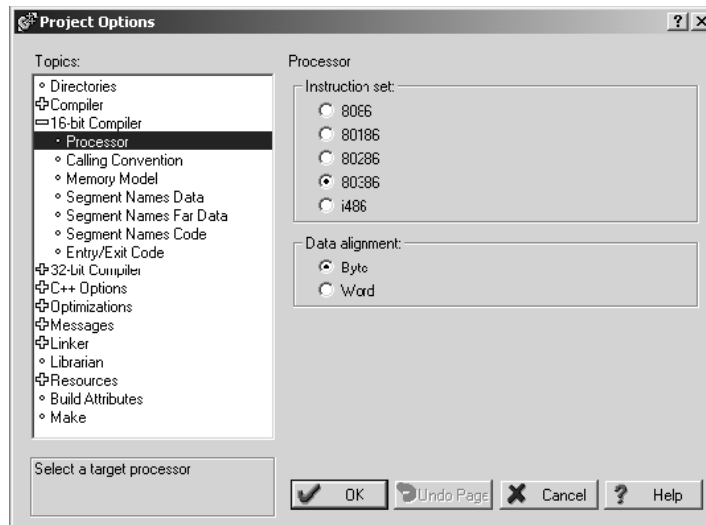 Project Options
Topics:
Directories
Compiler
16-bit Compiler
Processor
Calling Convention
Memory Model
Segment Names Data
Segment Names Far Data
Segment Names Code
Entry/Exit Code
32-bit Compiler
C++ Options
Optimizations
Messages
Linker
Librarian
Resources
Build Attributes
Make
Select a target processor
Processor
Instruction set:
8086
80186
80286
80386
i486
Data alignment:
Byte
Word
OK
Undo Page
Cancel
Help